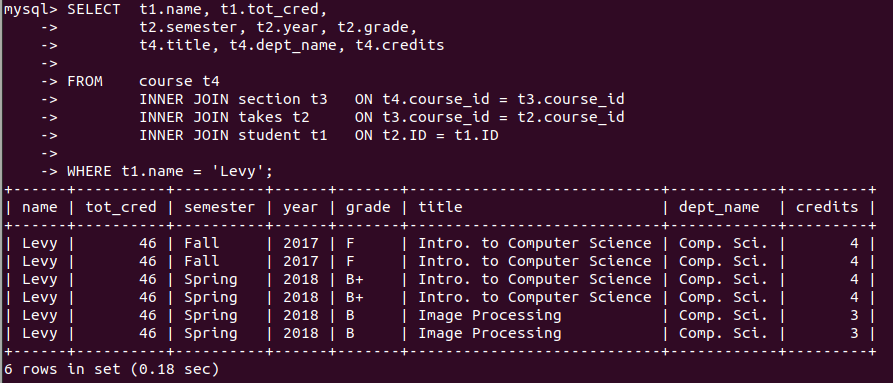 mysql> SELECT  t1.name, t1.tot_cred,
    ->         t2.semester, t2.year, t2.grade,
    ->         t4.title, t4.dept_name, t4.credits
    ->
    -> FROM    course t4
    ->         INNER JOIN section t3   ON t4.course_id = t3.course_id
    ->         INNER JOIN takes t2     ON t3.course_id = t2.course_id
    ->         INNER JOIN student t1   ON t2.ID = t1.ID
    ->
    -> WHERE t1.name = 'Levy';
+------+----------+----------+------+-------+----------------------------+------------+---------+
| name | tot_cred | semester | year | grade | title                      | dept_name  | credits |
+------+----------+----------+------+-------+----------------------------+------------+---------+
| Levy |       46 | Fall     | 2017 | F     | Intro. to Computer Science | Comp. Sci. |       4 |
| Levy |       46 | Fall     | 2017 | F     | Intro. to Computer Science | Comp. Sci. |       4 |
| Levy |       46 | Spring   | 2018 | B+    | Intro. to Computer Science | Comp. Sci. |       4 |
| Levy |       46 | Spring   | 2018 | B+    | Intro. to Computer Science | Comp. Sci. |       4 |
| Levy |       46 | Spring   | 2018 | B     | Image Processing           | Comp. Sci. |       3 |
| Levy |       46 | Spring   | 2018 | B     | Image Processing           | Comp. Sci. |       3 |
+------+----------+----------+------+-------+----------------------------+------------+---------+
6 rows in set (0.18 sec)